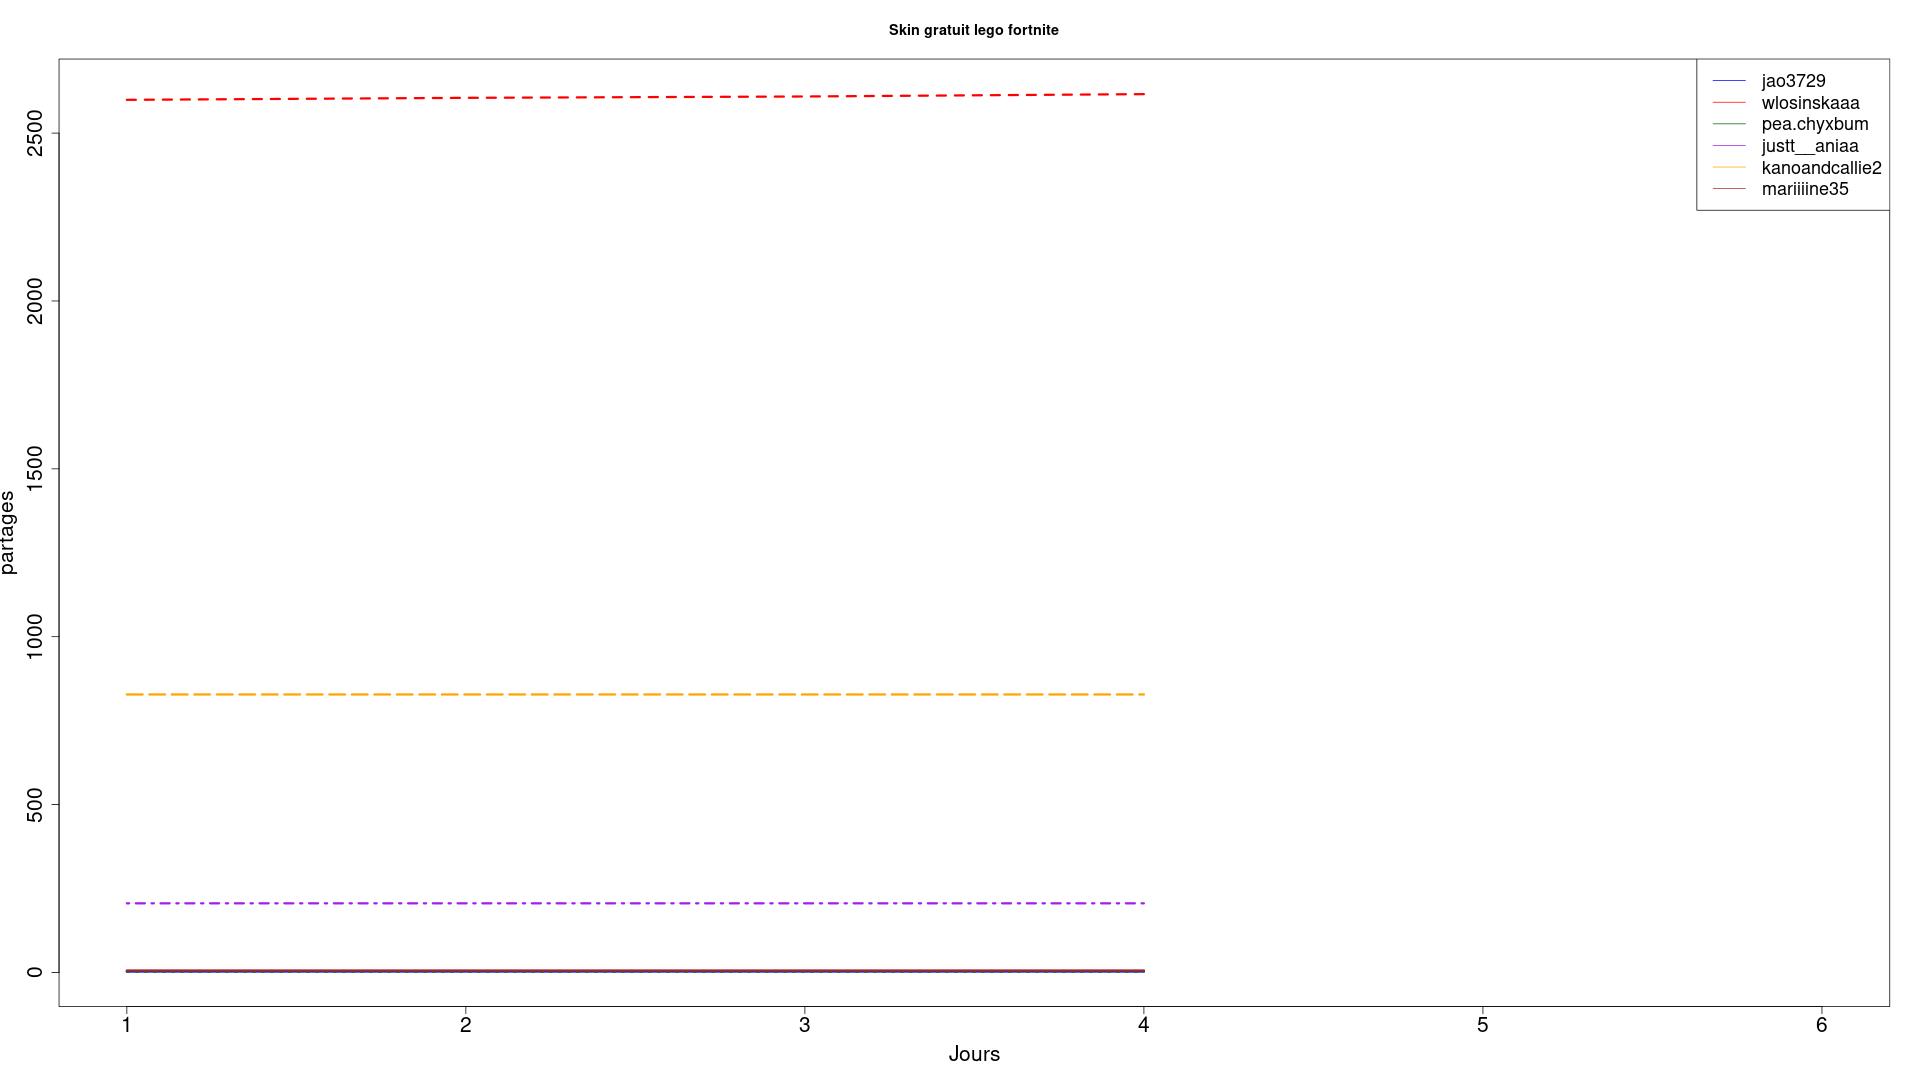 Skin gratuit lego fortnite
jao3729
wlosinskaaa
pea.chyxbum
justt__aniaa
kanoandcallie2
mariiiine35
partages
2500
2000
1500
1000
500
0
1 2 3 4 5 6
Jours